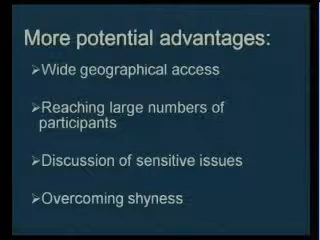 More potential advantages:
➢Wide geographical access
➢Reaching large numbers of
participants
➢Discussion of sensitive issues
➢Overcoming shyness